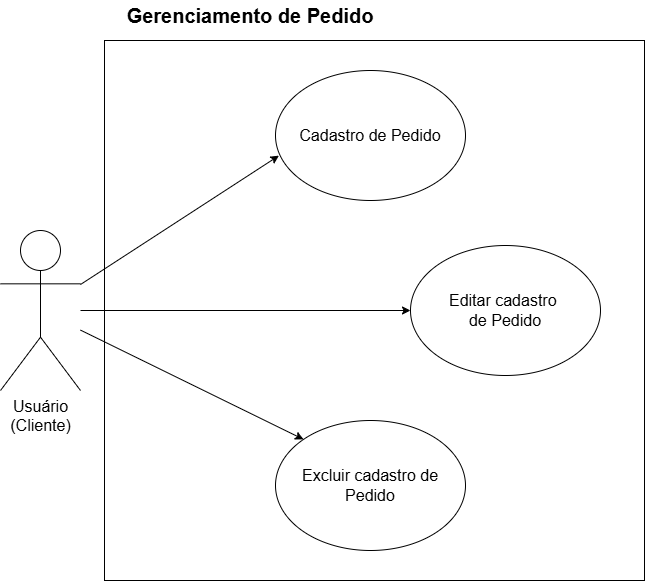 Gerenciamento de Pedido
Cadastro de Pedido
Editar cadastro
de Pedido
Usuário
(Cliente)
Excluir cadastro de
Pedido